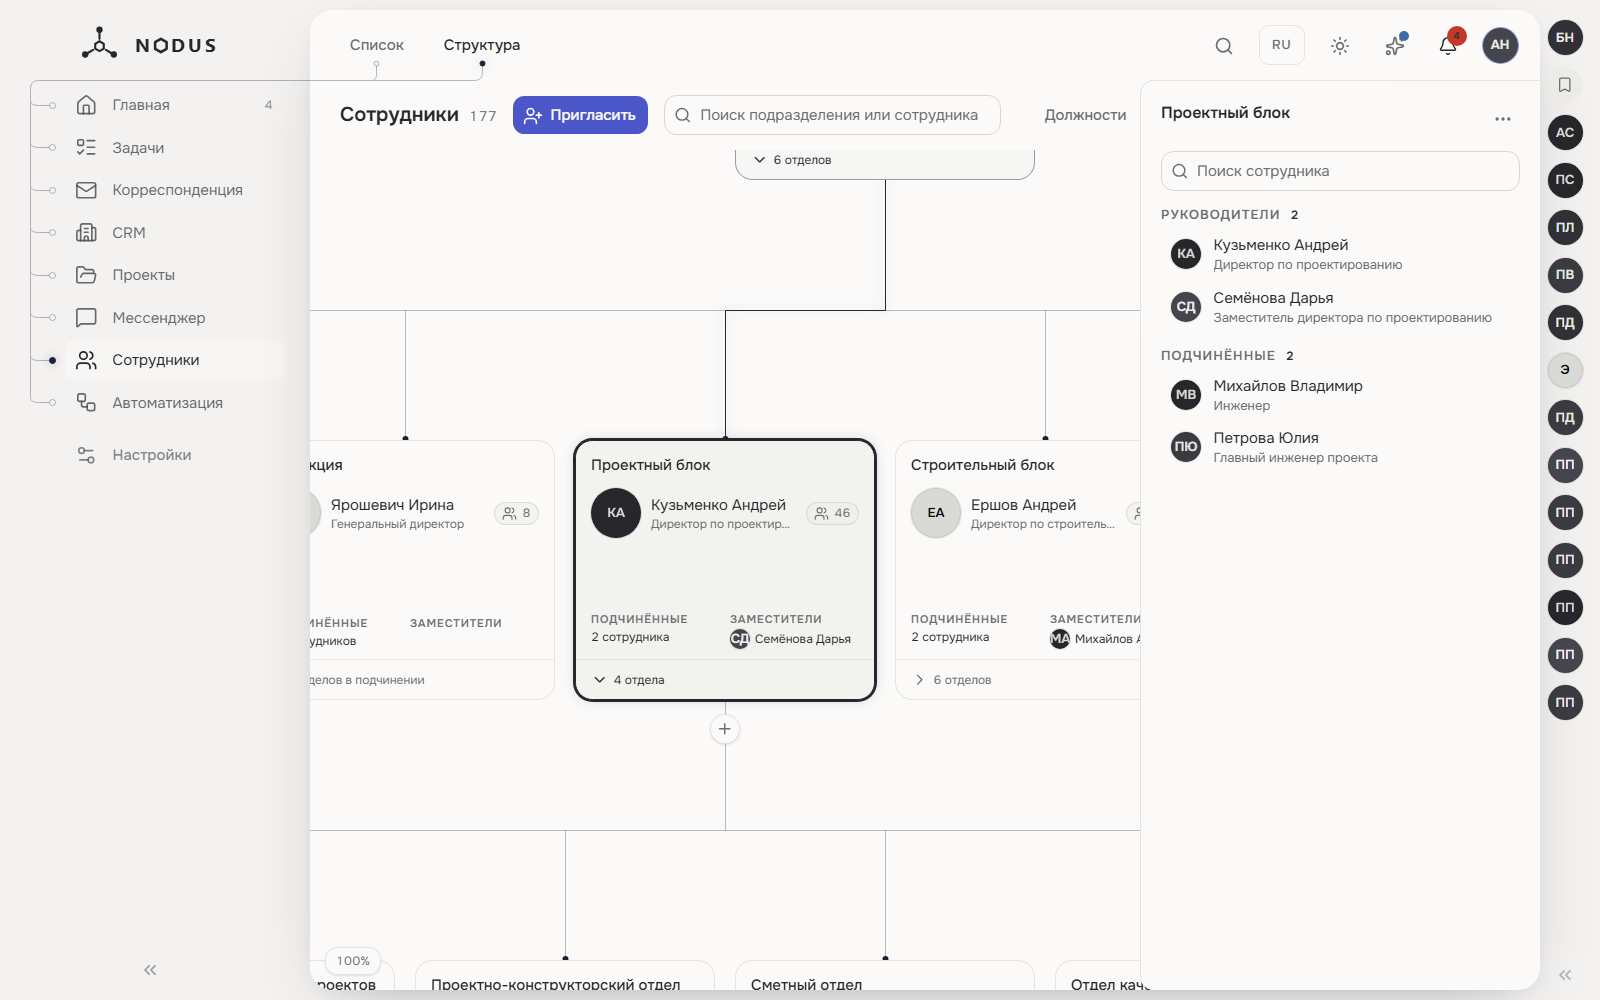 NODUS
Главная 4
Задачи
Корреспонденция
CRM
Проекты
Мессенджер
Сотрудники
Автоматизация
Настройки
Список
Структура
RU
4
АН
Сотрудники 177
Пригласить
Поиск подразделения или сотрудника
Должности
6 отделов
кция
Ярошевич Ирина
Генеральный директор
8
ЗАМЕСТИТЕЛИ
делов в подчинении
Проектный блок
КА
Кузьменко Андрей
Директор по проектир...
46
ПОДЧИНЁННЫЕ
2 сотрудника
ЗАМЕСТИТЕЛИ
СД Семёнова Дарья
4 отдела
Строительный блок
ЕА
Ершов Андрей
Директор по строитель...
ПОДЧИНЁННЫЕ
2 сотрудника
ЗАМЕСТИТЕЛИ
МА Михайлов А
6 отделов
100%
роектов
Проектно-конструкторский отдел
Сметный отдел
Отдел кач
Проектный блок
Поиск сотрудника
РУКОВОДИТЕЛИ 2
КА
Кузьменко Андрей
Директор по проектированию
СД
Семёнова Дарья
Заместитель директора по проектированию
ПОДЧИНЁННЫЕ 2
МВ
Михайлов Владимир
Инженер
ПЮ
Петрова Юлия
Главный инженер проекта
БН
АС
ПС
ПЛ
ПВ
ПД
Э
ПД
ПП
ПП
ПП
ПП
ПП
ПП